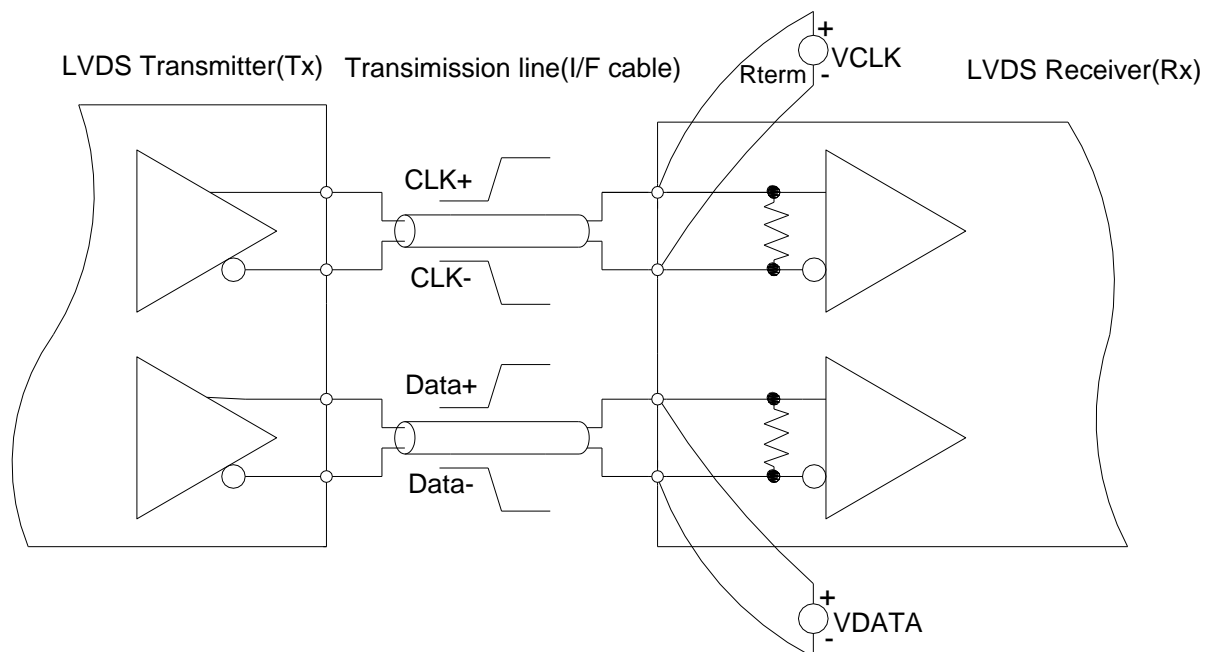 LVDS Transmitter(Tx)
Transimission line(I/F cable)
+
VCLK
-
Rterm
LVDS Receiver(Rx)
CLK+
CLK-
Data+
Data-
+
VDATA
-